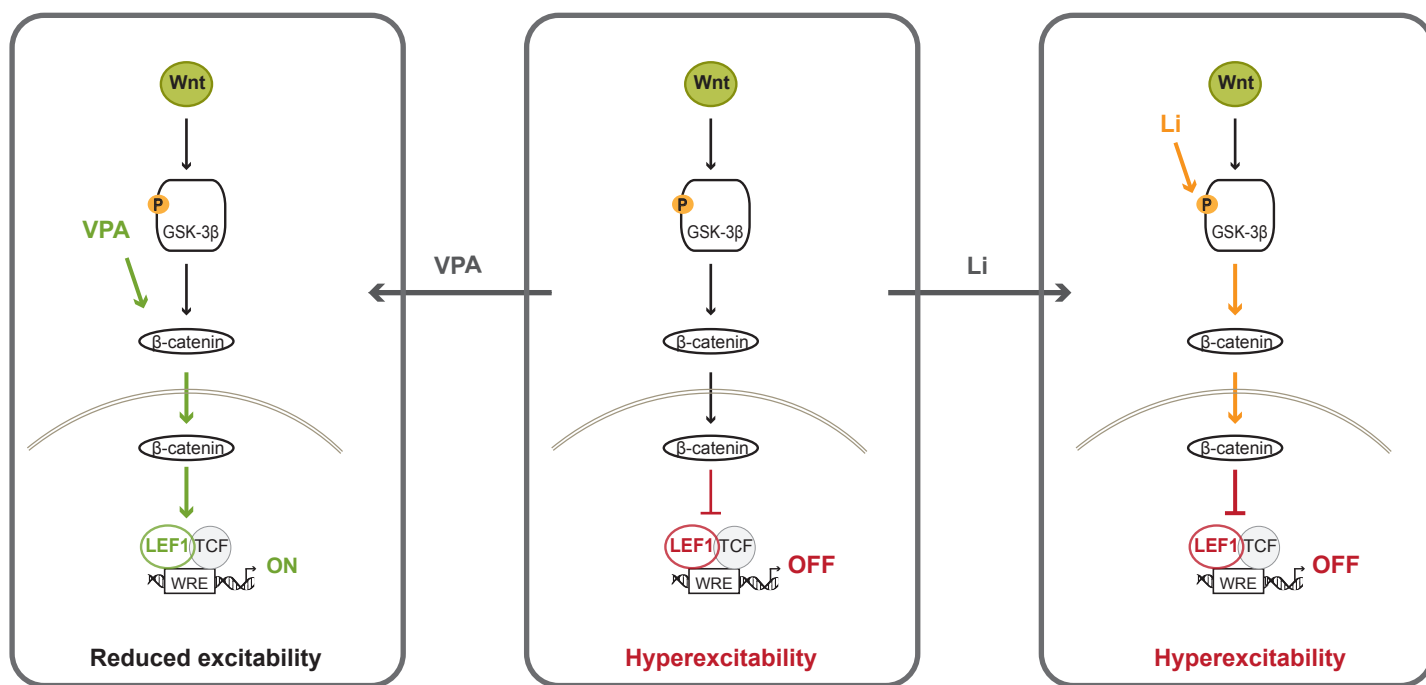 Wnt
P
GSK-3β
VPA
β-catenin
β-catenin
LEF1
TCF
WRE
ON
Reduced excitability
VPA
Wnt
P
GSK-3β
β-catenin
β-catenin
LEF1
TCF
WRE
OFF
Hyperexcitability
Li
Wnt
Li
P
GSK-3β
β-catenin
β-catenin
LEF1
TCF
WRE
OFF
Hyperexcitability